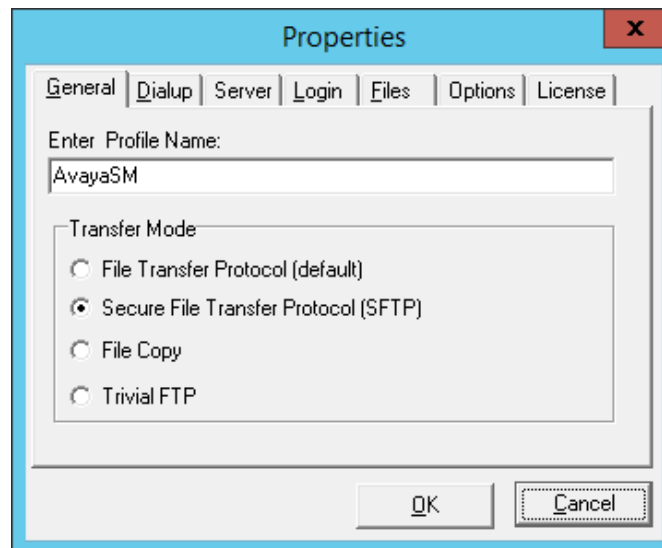 Properties
x
General Dialup Server Login Files Options License
Enter Profile Name:
AvayaSM
Transfer Mode
File Transfer Protocol (default)
Secure File Transfer Protocol (SFTP)
File Copy
Trivial FTP
OK Cancel